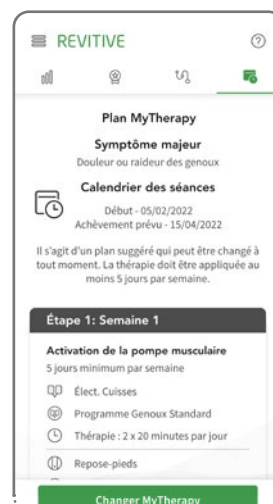 REVITIVE
Plan MyTherapy
Symptôme majeur
Douleur ou raideur des genoux
Calendrier des séances
Début - 05/02/2022
Achèvement prévu - 15/04/2022
Il s'agit d'un plan suggéré qui peut être changé à
tout moment. La thérapie doit être appliquée au
moins 5 jours par semaine.
Étape 1: Semaine 1
Activation de la pompe musculaire
5 jours minimum par semaine
Élect. Cuisses
Programme Genoux Standard
Thérapie : 2 x 20 minutes par jour
Repose-pieds
Changer MyTherapy